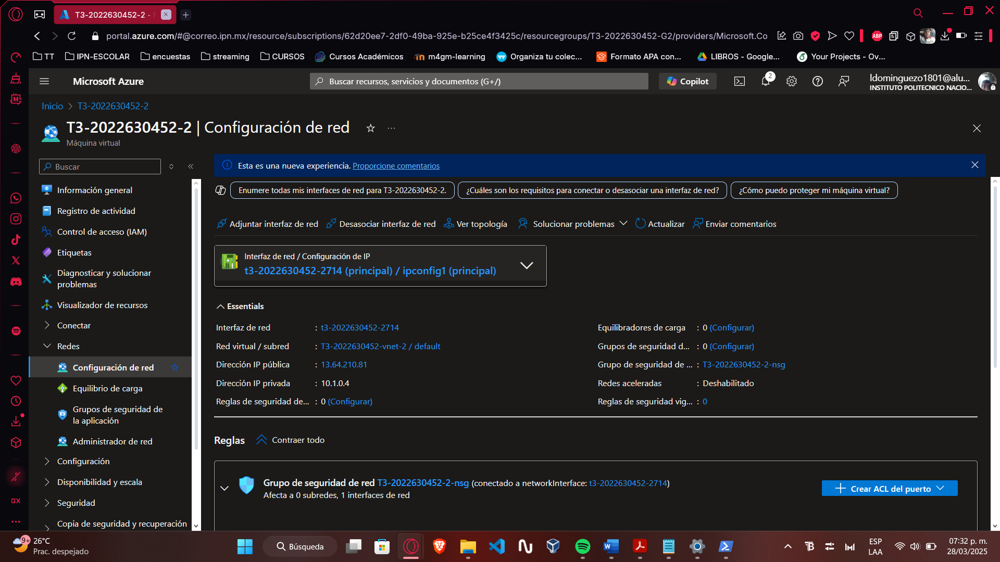 T3-2022630452-2 -
portal.azure.com/#@correo.ipn.mx/resource/subscriptions/62d20ee7-2df0-49ba-925e-b25ce4f3425c/resourcegroups/T3-2022630452-G2/providers/Microsoft.Co
ABP
TT
IPN-ESCOLAR
encuestas
streaming
CURSOS
Cursos Académicos
m4gm-learning
Organiza tu colec...
Formato APA con...
LIBROS - Google...
Your Projects - Ov...
Microsoft Azure
Buscar recursos, servicios y documentos (G+/)
Copilot
2
ldominguezo1801@alu...
INSTITUTO POLITECNICO NACIO...
Inicio > T3-2022630452-2
T3-2022630452-2 | Configuración de red
Máquina virtual
Buscar
Información general
Registro de actividad
Control de acceso (IAM)
Etiquetas
Diagnosticar y solucionar
problemas
Visualizador de recursos
Conectar
Redes
Configuración de red
Equilibrio de carga
Grupos de seguridad de
la aplicación
Administrador de red
Configuración
Disponibilidad y escala
Seguridad
Copia de seguridad y recuperación
GX
Esta es una nueva experiencia. Proporcione comentarios
Enumere todas mis interfaces de red para T3-2022630452-2.
¿Cuáles son los requisitos para conectar o desasociar una interfaz de red?
¿Cómo puedo proteger mi máquina virtual?
Adjuntar interfaz de red
Desasociar interfaz de red
Ver topología
Solucionar problemas
Actualizar
Enviar comentarios
Interfaz de red / Configuración de IP
t3-2022630452-2714 (principal) / ipconfig1 (principal)
Essentials
Interfaz de red : t3-2022630452-2714
Red virtual / subred : T3-2022630452-vnet-2 / default
Dirección IP pública : 13.64.210.81
Dirección IP privada : 10.1.0.4
Reglas de seguridad de... : 0 (Configurar)
Equilibradores de carga : 0 (Configurar)
Grupos de seguridad d... : 0 (Configurar)
Grupo de seguridad de ... : T3-2022630452-2-nsg
Redes aceleradas : Deshabilitado
Reglas de seguridad vig... : 0
Reglas
Contraer todo
Grupo de seguridad de red T3-2022630452-2-nsg (conectado a networkInterface: t3-2022630452-2714)
Afecta a 0 subredes, 1 interfaces de red
Crear ACL del puerto
9+
26°C
Prac. despejado
Búsqueda
ESP
LAA
07:32 p. m.
28/03/2025